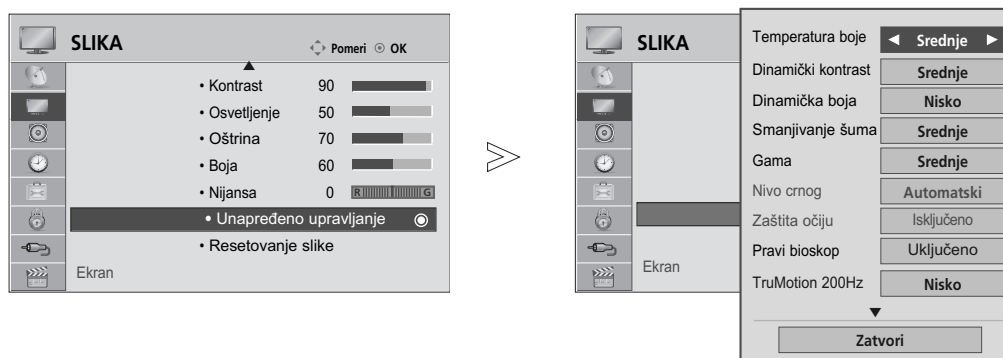 SLIKA
Pomeri OK
• Kontrast 90
• Osvetljenje 50
• Oštrina 70
• Boja 60
• Nijansa 0 R G
• Unapređeno upravljanje
• Resetovanje slike
Ekran
SLIKA
Ekran
Temperatura boje ◄ Srednje ►
Dinamički kontrast Srednje
Dinamička boja Nisko
Smanjivanje šuma Srednje
Gama Srednje
Nivo crnog Automatski
Zaštita očiju Isključeno
Pravi bioskop Uključeno
TruMotion 200Hz Nisko
Zatvori